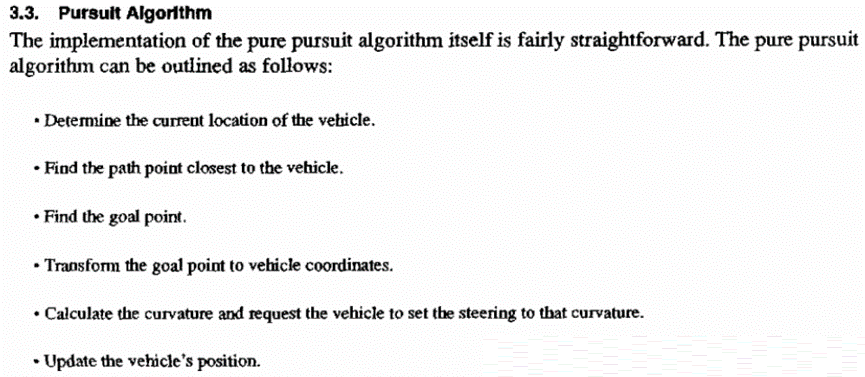 3.3. Pursuit Algorithm
The implementation of the pure pursuit algorithm itself is fairly straightforward. The pure pursuit
algorithm can be outlined as follows:
• Determine the current location of the vehicle.
• Find the path point closest to the vehicle.
• Find the goal point.
• Transform the goal point to vehicle coordinates.
• Calculate the curvature and request the vehicle to set the steering to that curvature.
• Update the vehicle's position.